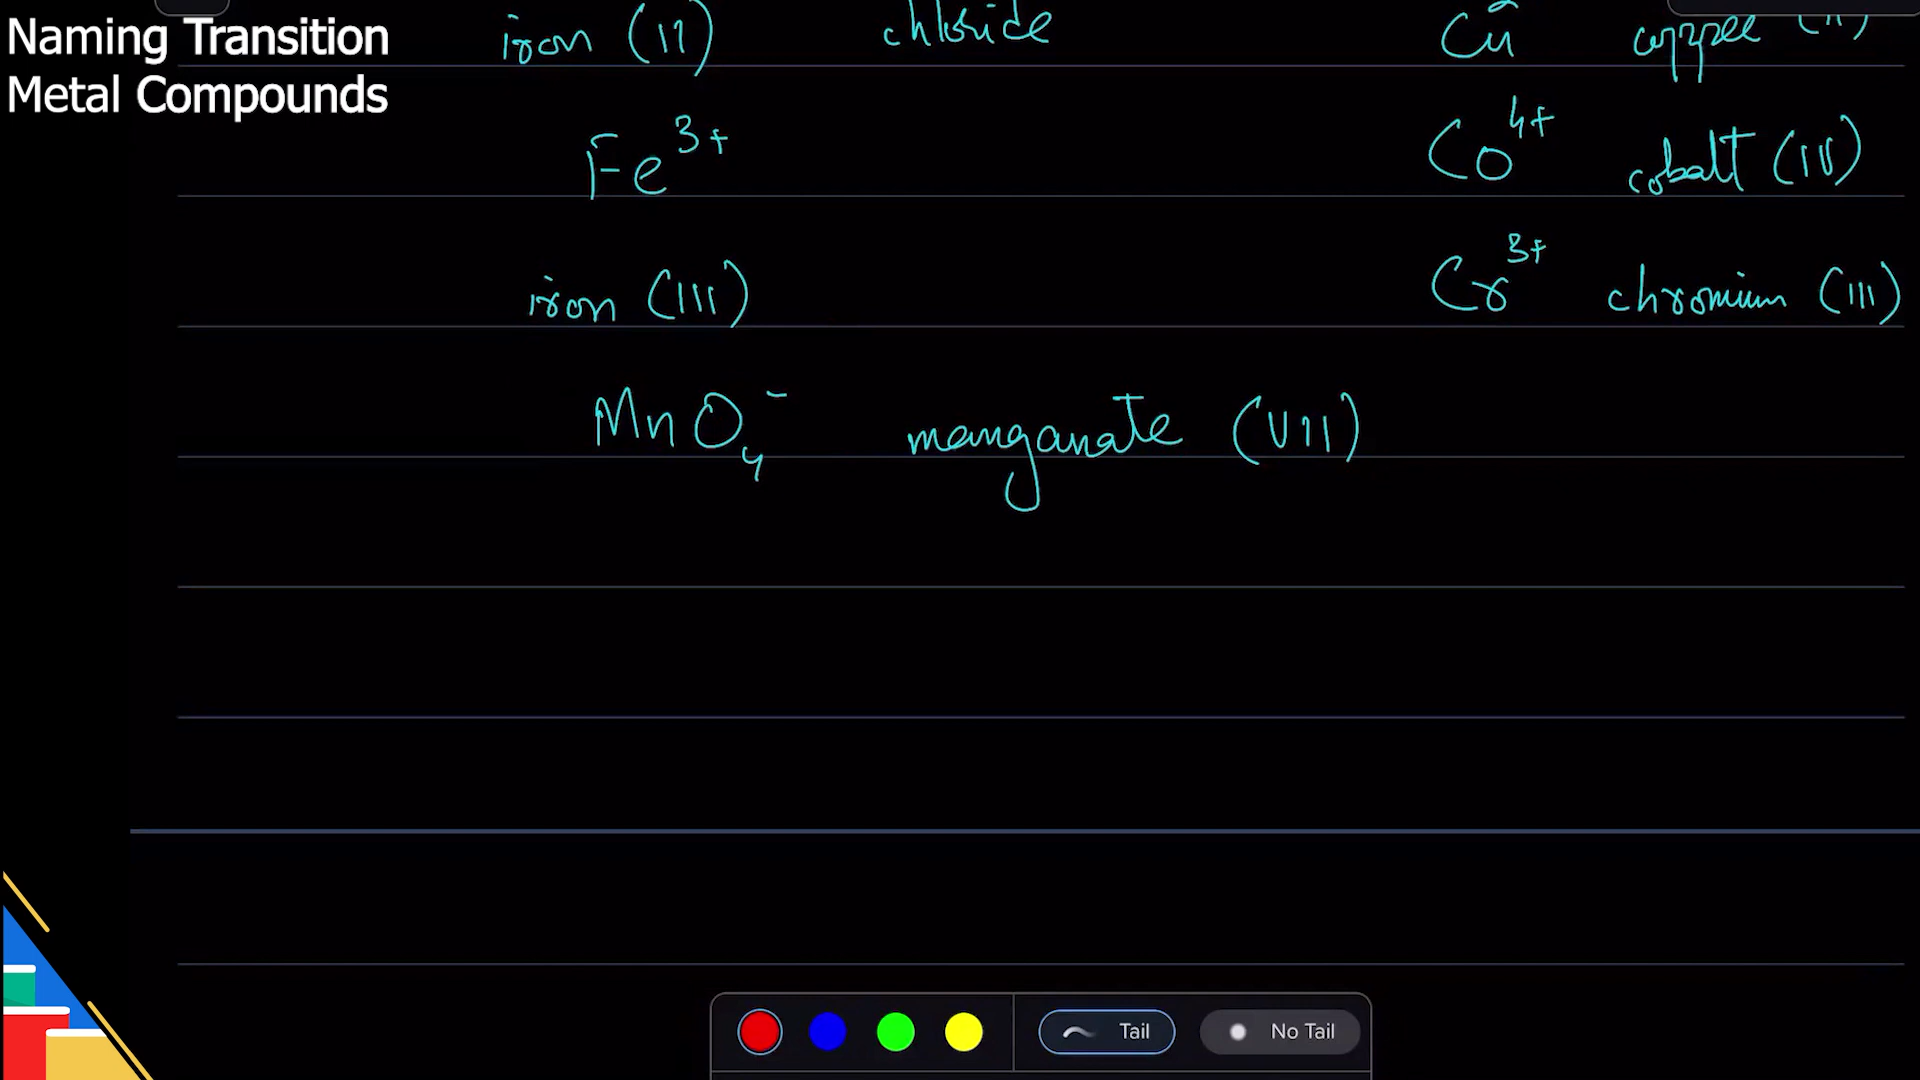 Naming Transition
Metal Compounds
iron (II) chloride
Cu²
Fe³⁺
Co⁴⁺ cobalt (IV)
iron (III)
Cr³⁺ chromium (III)
MnO₄⁻ manganate (VII)
Tail
No Tail